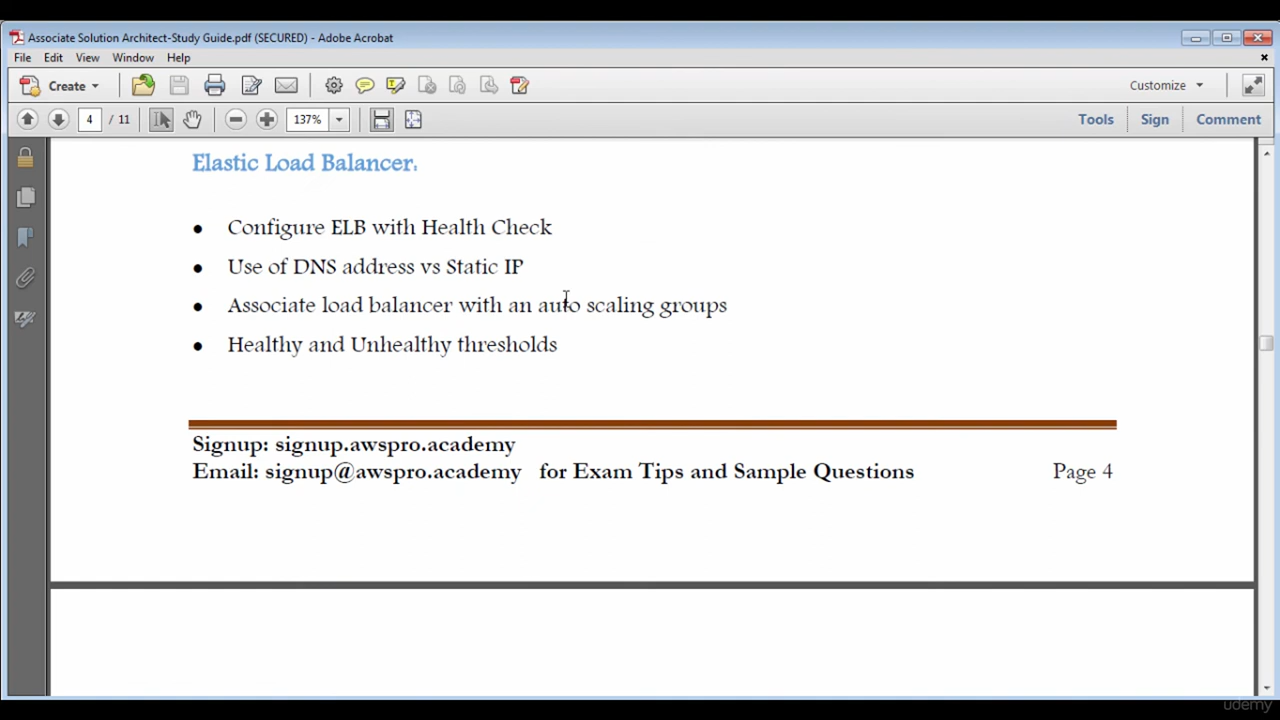 Associate Solution Architect-Study Guide.pdf (SECURED) - Adobe Acrobat
File Edit View Window Help
Create Customize
4 / 11 137% Tools Sign Comment
Elastic Load Balancer:
● Configure ELB with Health Check
● Use of DNS address vs Static IP
● Associate load balancer with an auto scaling groups
● Healthy and Unhealthy thresholds
Signup: signup.awspro.academy
Email: signup@awspro.academy for Exam Tips and Sample Questions Page 4
udemy